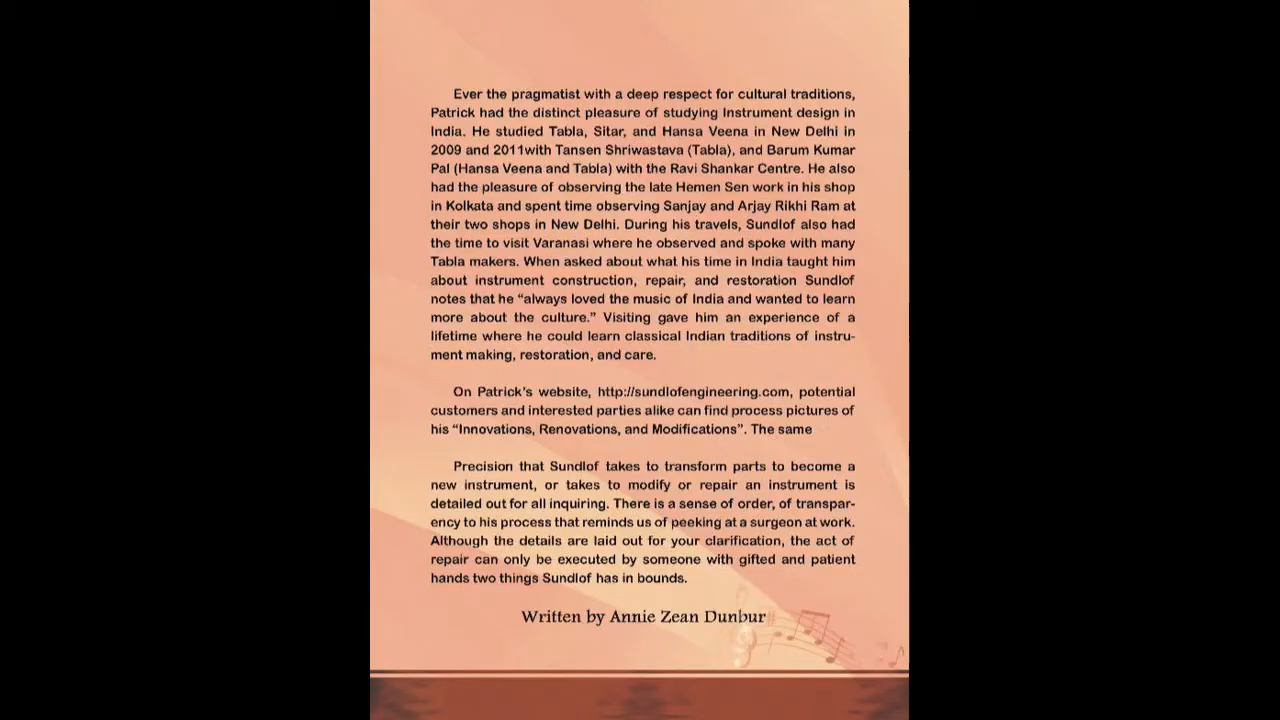 Ever the pragmatist with a deep respect for cultural traditions,
Patrick had the distinct pleasure of studying Instrument design in
India. He studied Tabla, Sitar, and Hansa Veena in New Delhi in
2009 and 2011with Tansen Shriwastava (Tabla), and Barum Kumar
Pal (Hansa Veena and Tabla) with the Ravi Shankar Centre. He also
had the pleasure of observing the late Hemen Sen work in his shop
in Kolkata and spent time observing Sanjay and Arjay Rikhi Ram at
their two shops in New Delhi. During his travels, Sundlof also had
the time to visit Varanasi where he observed and spoke with many
Tabla makers. When asked about what his time in India taught him
about instrument construction, repair, and restoration Sundlof
notes that he “always loved the music of India and wanted to learn
more about the culture.” Visiting gave him an experience of a
lifetime where he could learn classical Indian traditions of instru-
ment making, restoration, and care.
On Patrick’s website, http://sundlofengineering.com, potential
customers and interested parties alike can find process pictures of
his “Innovations, Renovations, and Modifications”. The same
Precision that Sundlof takes to transform parts to become a
new instrument, or takes to modify or repair an instrument is
detailed out for all inquiring. There is a sense of order, of transpar-
ency to his process that reminds us of peeking at a surgeon at work.
Although the details are laid out for your clarification, the act of
repair can only be executed by someone with gifted and patient
hands two things Sundlof has in bounds.
Written by Annie Zean Dunbur